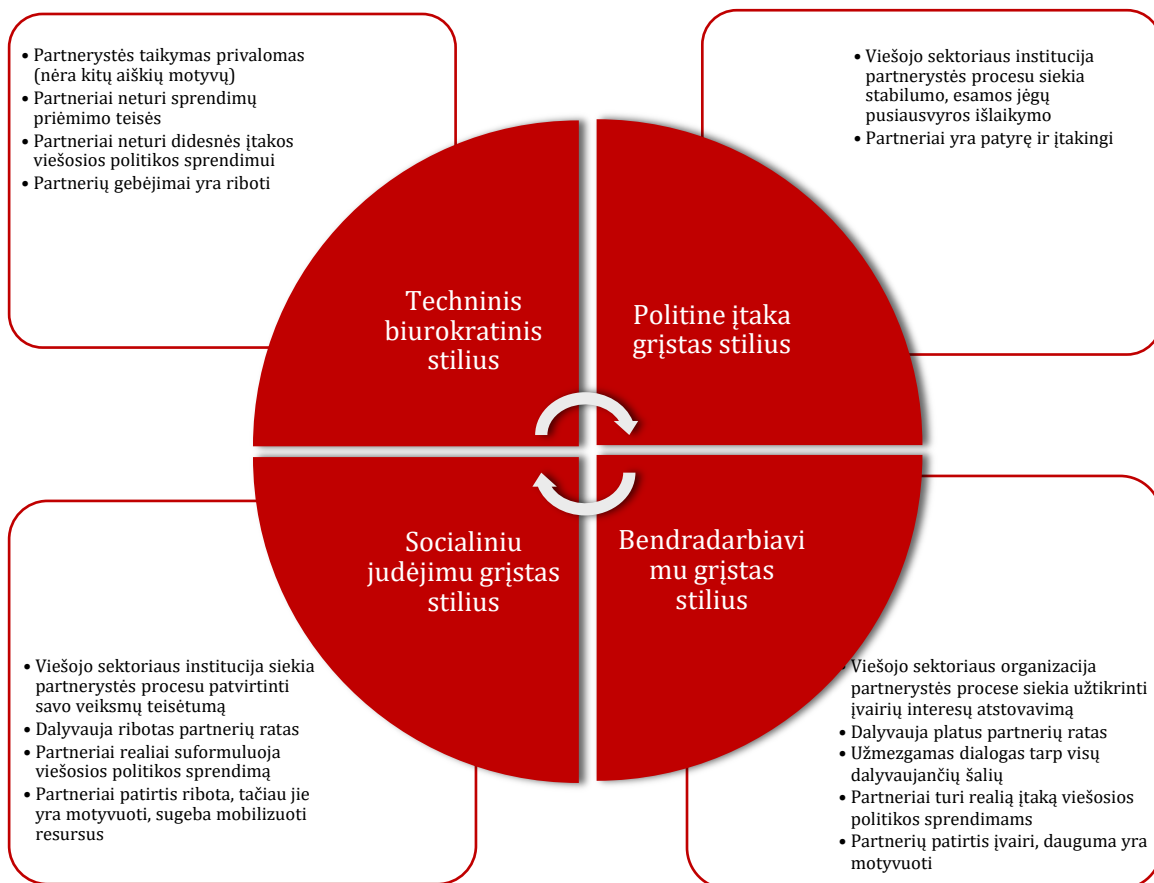 • Partnerystės taikymas privalomas
(nėra kitų aiškių motyvų)
• Partneriai neturi sprendimų
priėmimo teisės
• Partneriai neturi didesnės įtakos
viešosios politikos sprendimui
• Partnerių gebėjimai yra riboti
• Viešojo sektoriaus institucija
partnerystės procesu siekia
stabilumo, esamos jėgų
pusiausvyros išlaikymo
• Partneriai yra patyrę ir įtakingi
Techninis
biurokratinis
stilius
Politine įtaka
grįstas stilius
Socialiniu
judėjimu grįstas
stilius
Bendradarbiavi
mu grįstas
stilius
• Viešojo sektoriaus institucija siekia
partnerystės procesu patvirtinti
savo veiksmų teisėtumą
• Dalyvauja ribotas partnerių ratas
• Partneriai realiai suformuluoja
viešosios politikos sprendimą
• Partneriai patirtis ribota, tačiau jie
yra motyvuoti, sugeba mobilizuoti
resursus
• Viešojo sektoriaus organizacija
partnerystės procese siekia užtikrinti
įvairių interesų atstovavimą
• Dalyvauja platus partnerių ratas
• Užmezgamas dialogas tarp visų
dalyvaujančių šalių
• Partneriai turi realią įtaką viešosios
politikos sprendimams
• Partnerių patirtis įvairi, dauguma yra
motyvuoti